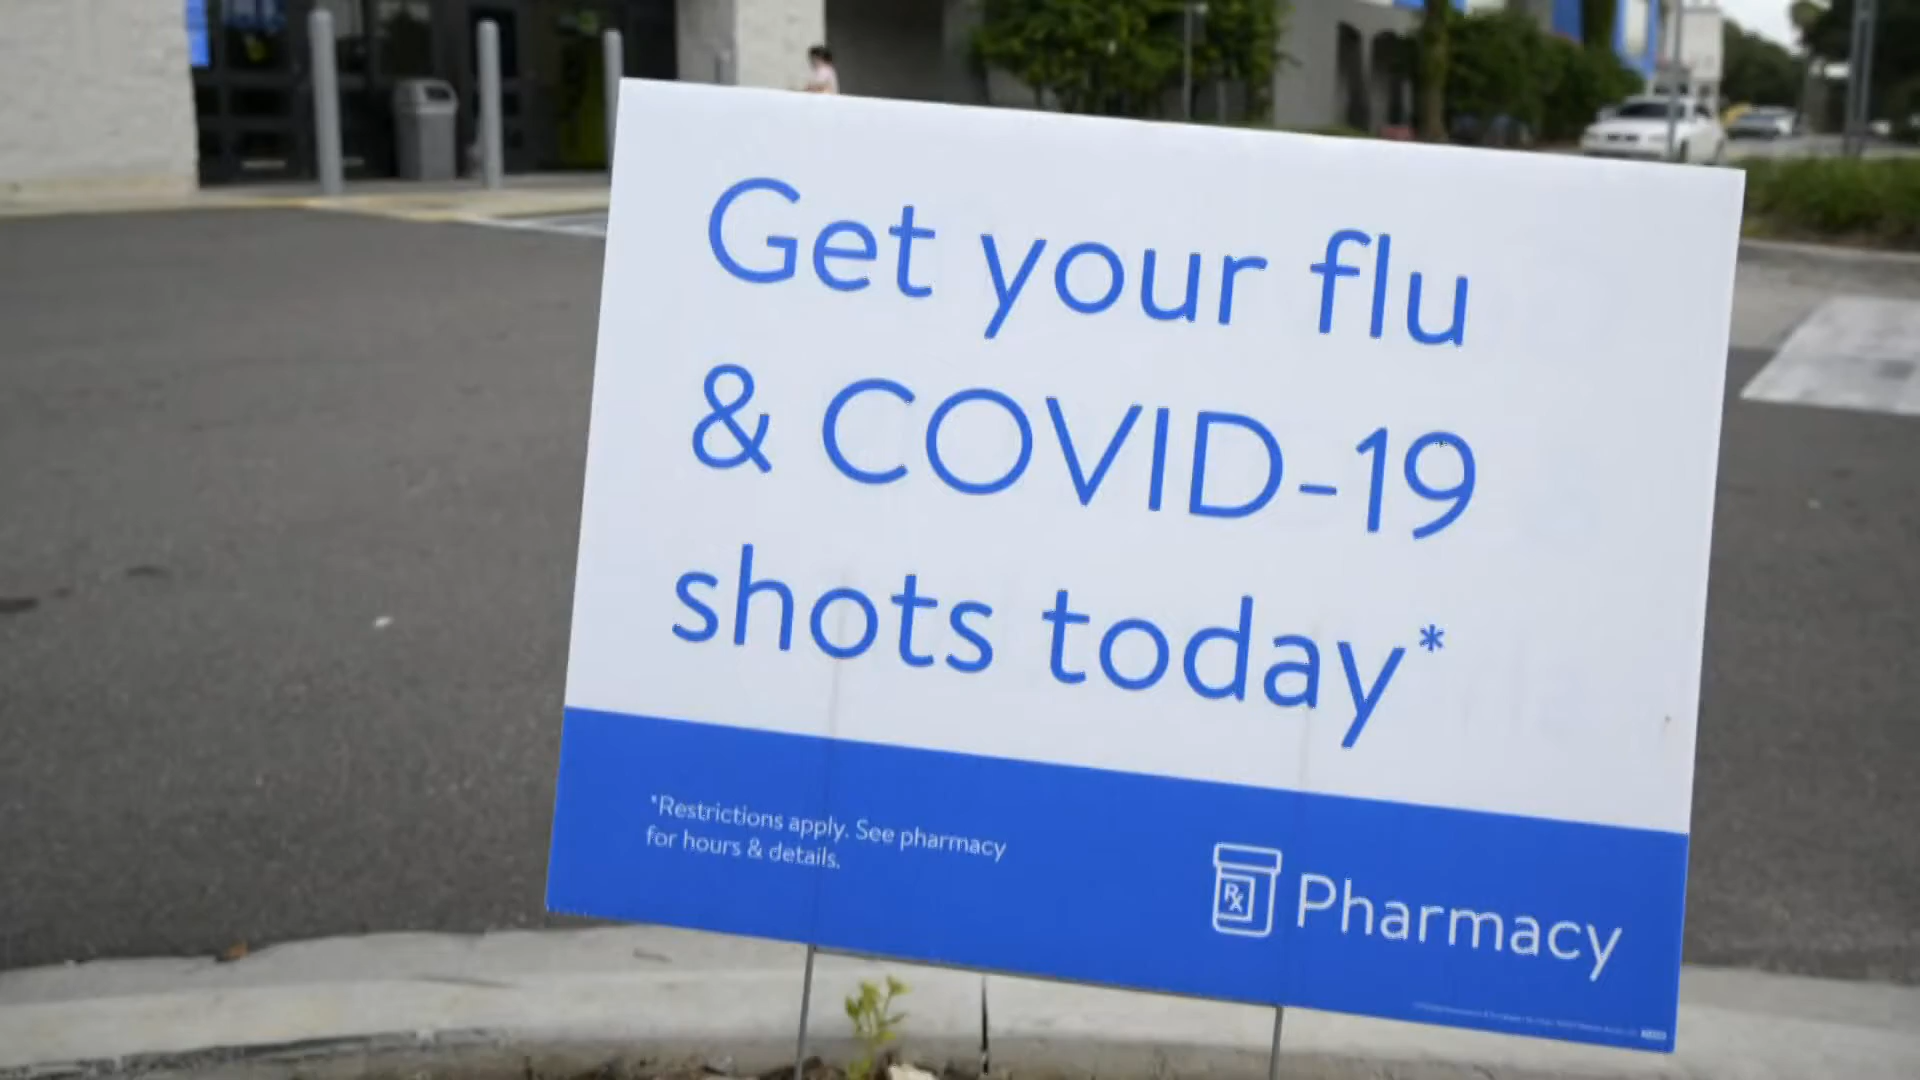 Get your flu
& COVID-19
shots today*
*Restrictions apply. See pharmacy
for hours & details.
Rx
Pharmacy